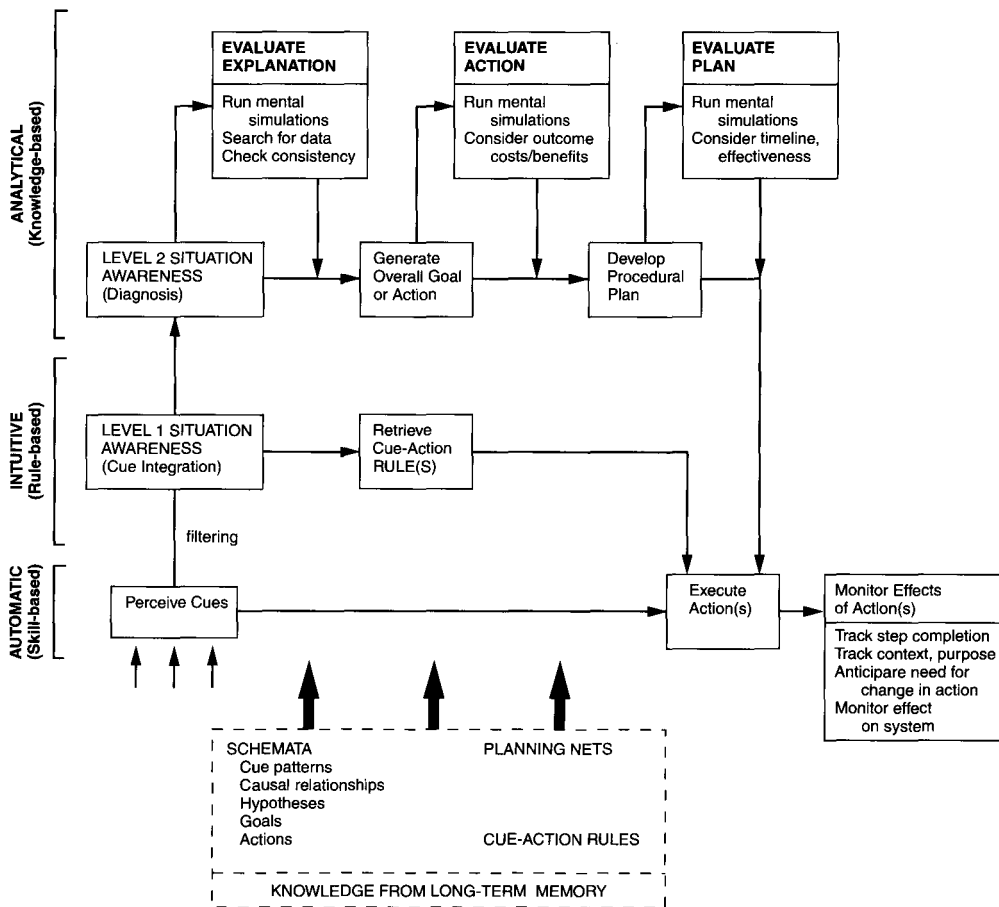 ANALYTICAL
(Knowledge-based)
EVALUATE
EXPLANATION
Run mental
simulations
Search for data
Check consistency
EVALUATE
ACTION
Run mental
simulations
Consider outcome
costs/benefits
EVALUATE
PLAN
Run mental
simulations
Consider timeline,
effectiveness
LEVEL 2 SITUATION
AWARENESS
(Diagnosis)
Generate
Overall Goal
or Action
Develop
Procedural
Plan
INTUITIVE
(Rule-based)
LEVEL 1 SITUATION
AWARENESS
(Cue Integration)
Retrieve
Cue-Action
RULE(S)
filtering
AUTOMATIC
(Skill-based)
Perceive Cues
Execute
Action(s)
Monitor Effects
of Action(s)
Track step completion
Track context, purpose
Anticipare need for
change in action
Monitor effect
on system
SCHEMATA
Cue patterns
Causal relationships
Hypotheses
Goals
Actions
PLANNING NETS
CUE-ACTION RULES
KNOWLEDGE FROM LONG-TERM MEMORY